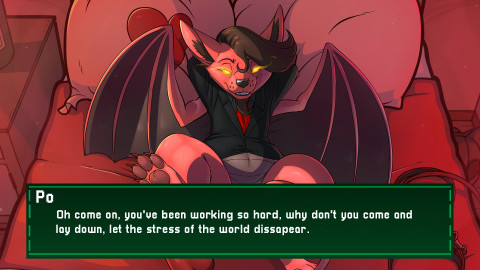 Po
Oh come on, you've been working so hard, why don't you come and
lay down, let the stress of the world dissapear.